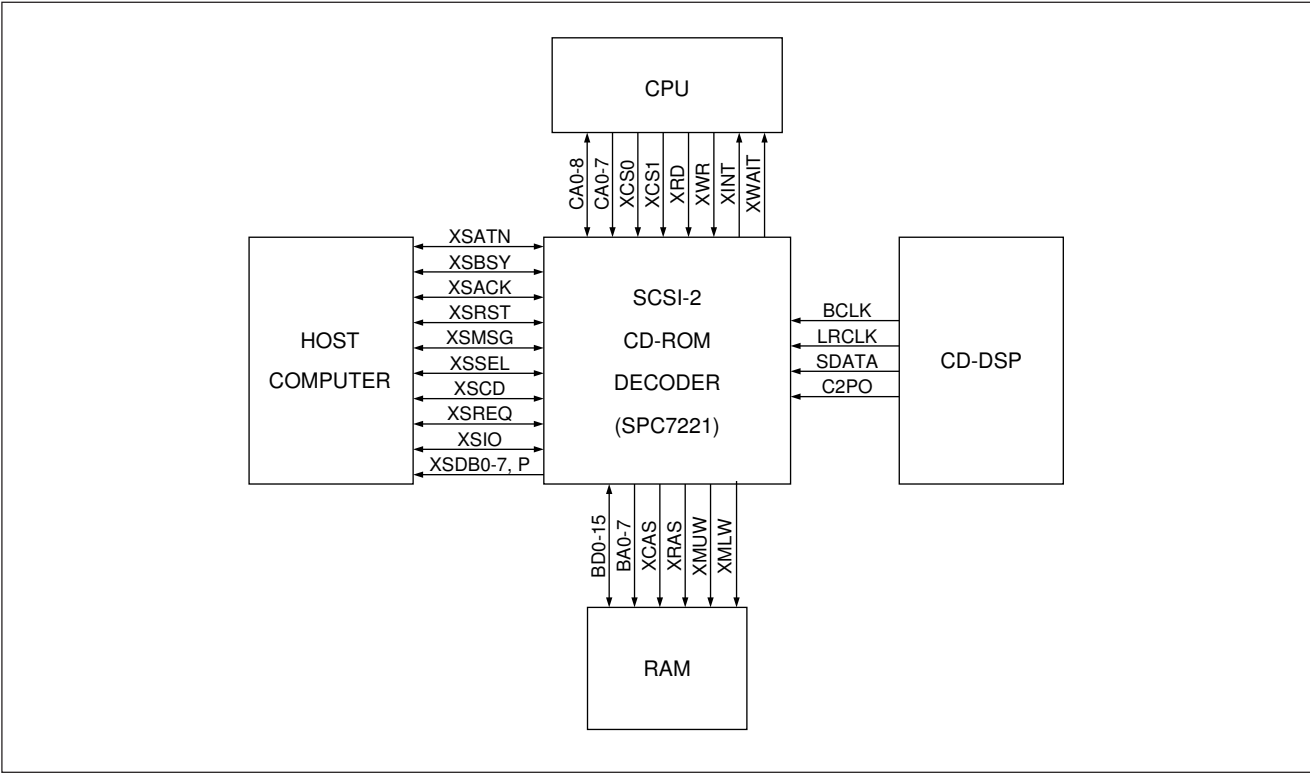 CPU
CA0-8
CA0-7
XCS0
XCS1
XRD
XWR
XINT
XWAIT
HOST
COMPUTER
XSATN
XSBSY
XSACK
XSRST
XSMSG
XSSEL
XSCD
XSREQ
XSIO
XSDB0-7, P
SCSI-2
CD-ROM
DECODER
(SPC7221)
BCLK
LRCLK
SDATA
C2PO
CD-DSP
BD0-15
BA0-7
XCAS
XRAS
XMUW
XMLW
RAM